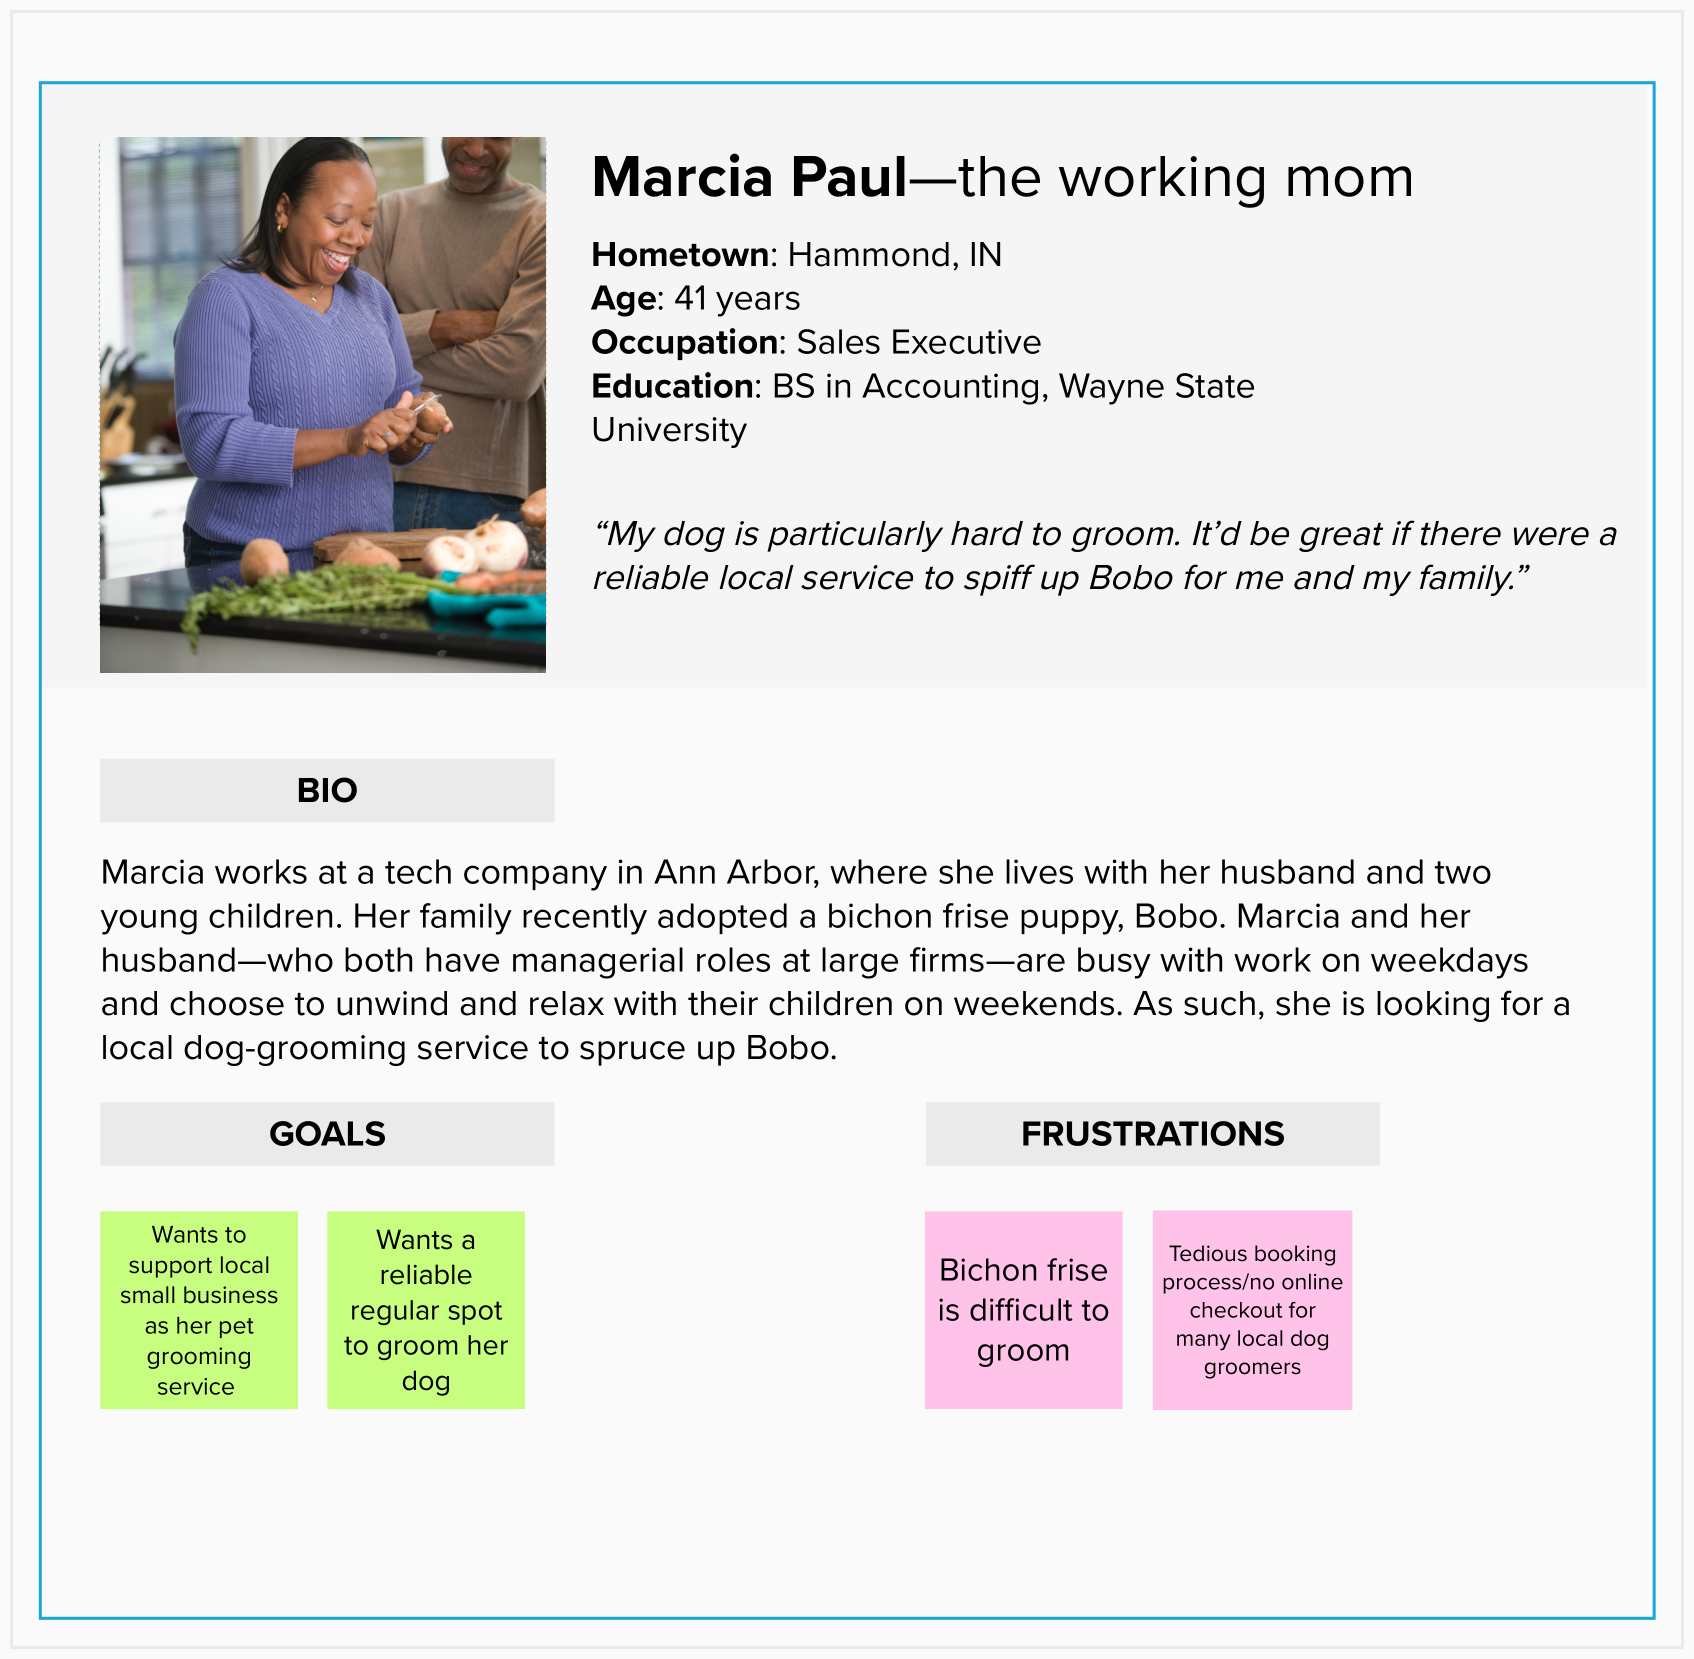 Marcia Paul—the working mom
Hometown: Hammond, IN
Age: 41 years
Occupation: Sales Executive
Education: BS in Accounting, Wayne State
University
“My dog is particularly hard to groom. It’d be great if there were a
reliable local service to spiff up Bobo for me and my family.”
BIO
Marcia works at a tech company in Ann Arbor, where she lives with her husband and two
young children. Her family recently adopted a bichon frise puppy, Bobo. Marcia and her
husband—who both have managerial roles at large firms—are busy with work on weekdays
and choose to unwind and relax with their children on weekends. As such, she is looking for a
local dog-grooming service to spruce up Bobo.
GOALS
Wants to
support local
small business
as her pet
grooming
service
Wants a
reliable
regular spot
to groom her
dog
FRUSTRATIONS
Bichon frise
is difficult to
groom
Tedious booking
process/no online
checkout for
many local dog
groomers